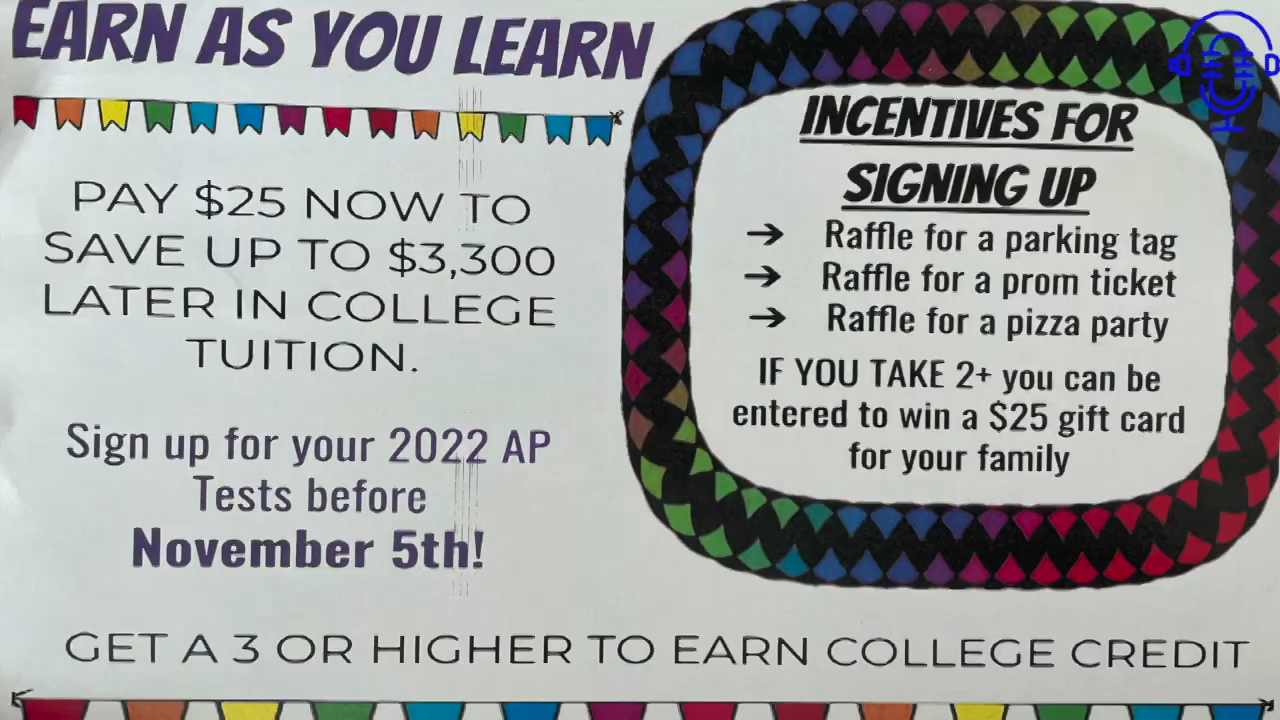 EARN AS YOU LEARN
PAY $25 NOW TO
SAVE UP TO $3,300
LATER IN COLLEGE
TUITION.
Sign up for your 2022 AP
Tests before
November 5th!
INCENTIVES FOR
SIGNING UP
→ Raffle for a parking tag
→ Raffle for a prom ticket
→ Raffle for a pizza party
IF YOU TAKE 2+ you can be
entered to win a $25 gift card
for your family
GET A 3 OR HIGHER TO EARN COLLEGE CREDIT